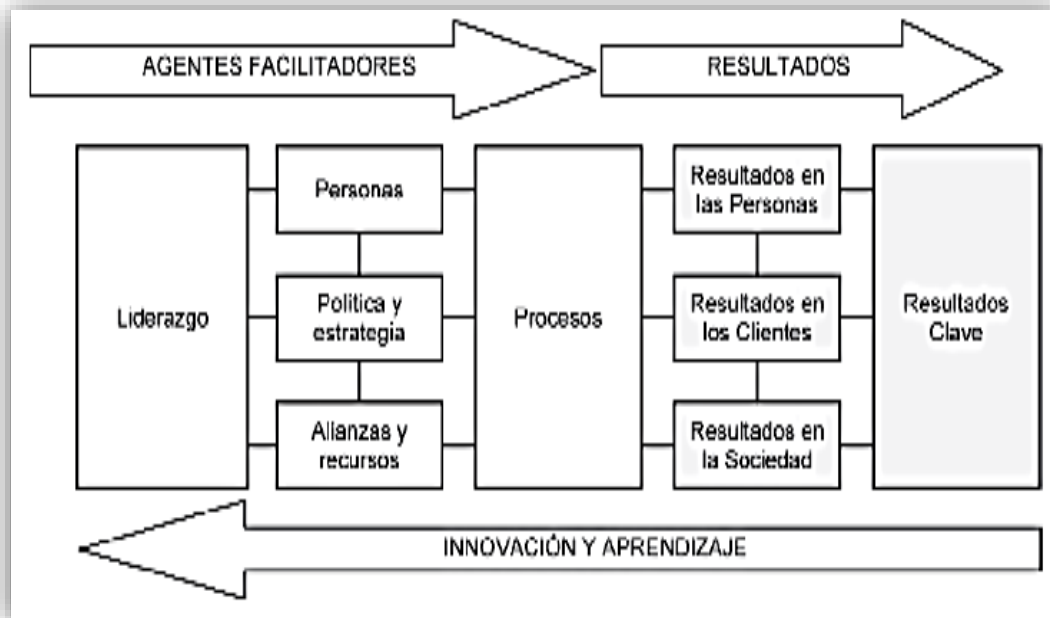 AGENTES FACILITADORES
RESULTADOS
Liderazgo
Personas
Política y
estrategia
Alianzas y
recursos
Procesos
Resultados en
las Personas
Resultados en
los Clientes
Resultados en
la Sociedad
Resultados
Clave
INNOVACIÓN Y APRENDIZAJE